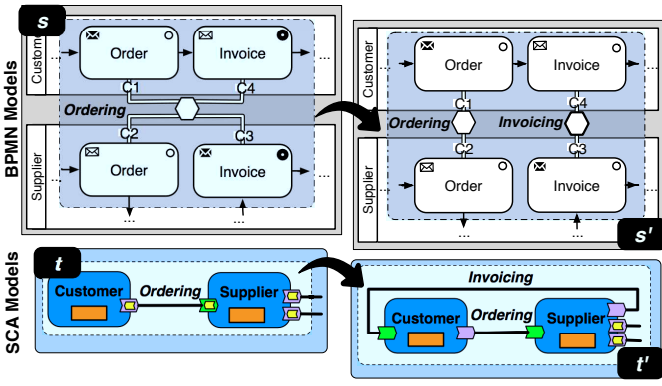 BPMN Models
s
Customer
...
Order
Invoice
...
C1
C4
Ordering
C2
C3
Supplier
...
Order
Invoice
...
...
...
Customer
...
Order
Invoice
...
C1
C4
Ordering
Invoicing
C2
C3
Supplier
...
Order
Invoice
...
...
...
s'
SCA Models
t
Customer
Ordering
Supplier
Invoicing
Customer
Ordering
Supplier
t'